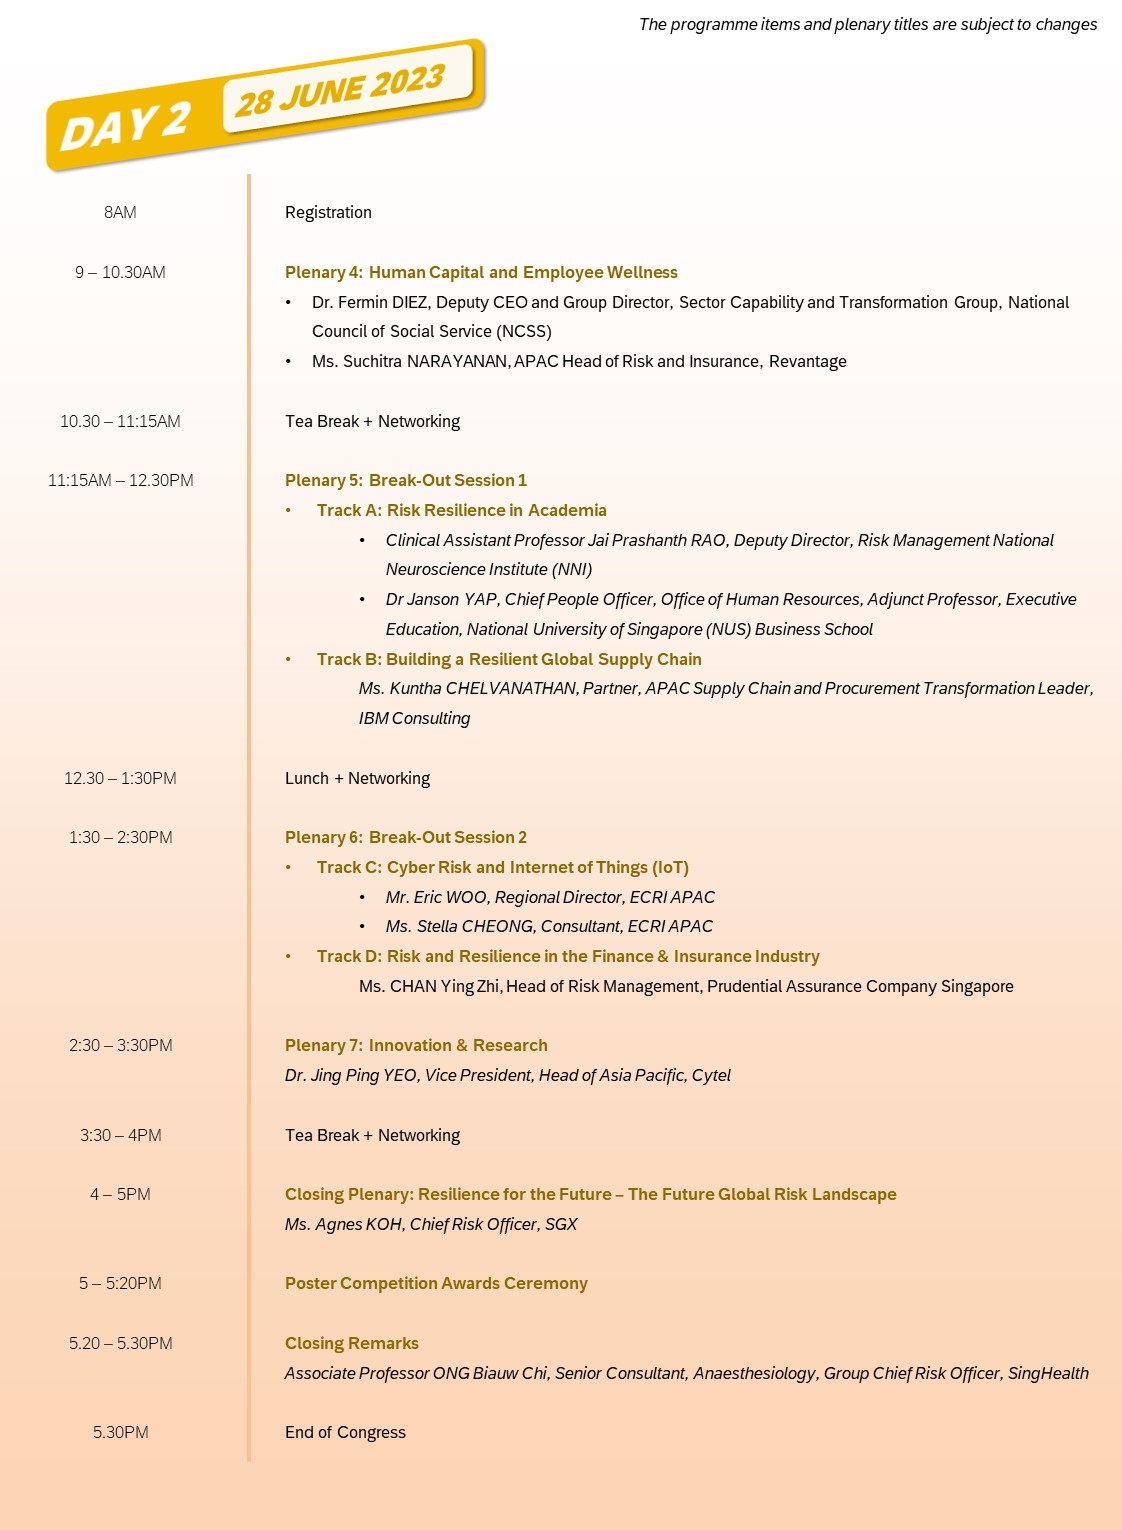 The programme items and plenary titles are subject to changes
DAY 2 28 JUNE 2023
8AM Registration
9 – 10.30AM Plenary 4: Human Capital and Employee Wellness
• Dr. Fermin DIEZ, Deputy CEO and Group Director, Sector Capability and Transformation Group, National
Council of Social Service (NCSS)
• Ms. Suchitra NARAYANAN, APAC Head of Risk and Insurance, Revantage
10.30 – 11:15AM Tea Break + Networking
11:15AM – 12.30PM Plenary 5: Break-Out Session 1
• Track A: Risk Resilience in Academia
• Clinical Assistant Professor Jai Prashanth RAO, Deputy Director, Risk Management National
Neuroscience Institute (NNI)
• Dr Janson YAP, Chief People Officer, Office of Human Resources, Adjunct Professor, Executive
Education, National University of Singapore (NUS) Business School
• Track B: Building a Resilient Global Supply Chain
Ms. Kuntha CHELVANATHAN, Partner, APAC Supply Chain and Procurement Transformation Leader,
IBM Consulting
12.30 – 1:30PM Lunch + Networking
1:30 – 2:30PM Plenary 6: Break-Out Session 2
• Track C: Cyber Risk and Internet of Things (IoT)
• Mr. Eric WOO, Regional Director, ECRI APAC
• Ms. Stella CHEONG, Consultant, ECRI APAC
• Track D: Risk and Resilience in the Finance & Insurance Industry
Ms. CHAN Ying Zhi, Head of Risk Management, Prudential Assurance Company Singapore
2:30 – 3:30PM Plenary 7: Innovation & Research
Dr. Jing Ping YEO, Vice President, Head of Asia Pacific, Cytel
3:30 – 4PM Tea Break + Networking
4 – 5PM Closing Plenary: Resilience for the Future – The Future Global Risk Landscape
Ms. Agnes KOH, Chief Risk Officer, SGX
5 – 5:20PM Poster Competition Awards Ceremony
5.20 – 5.30PM Closing Remarks
Associate Professor ONG Biauw Chi, Senior Consultant, Anaesthesiology, Group Chief Risk Officer, SingHealth
5.30PM End of Congress